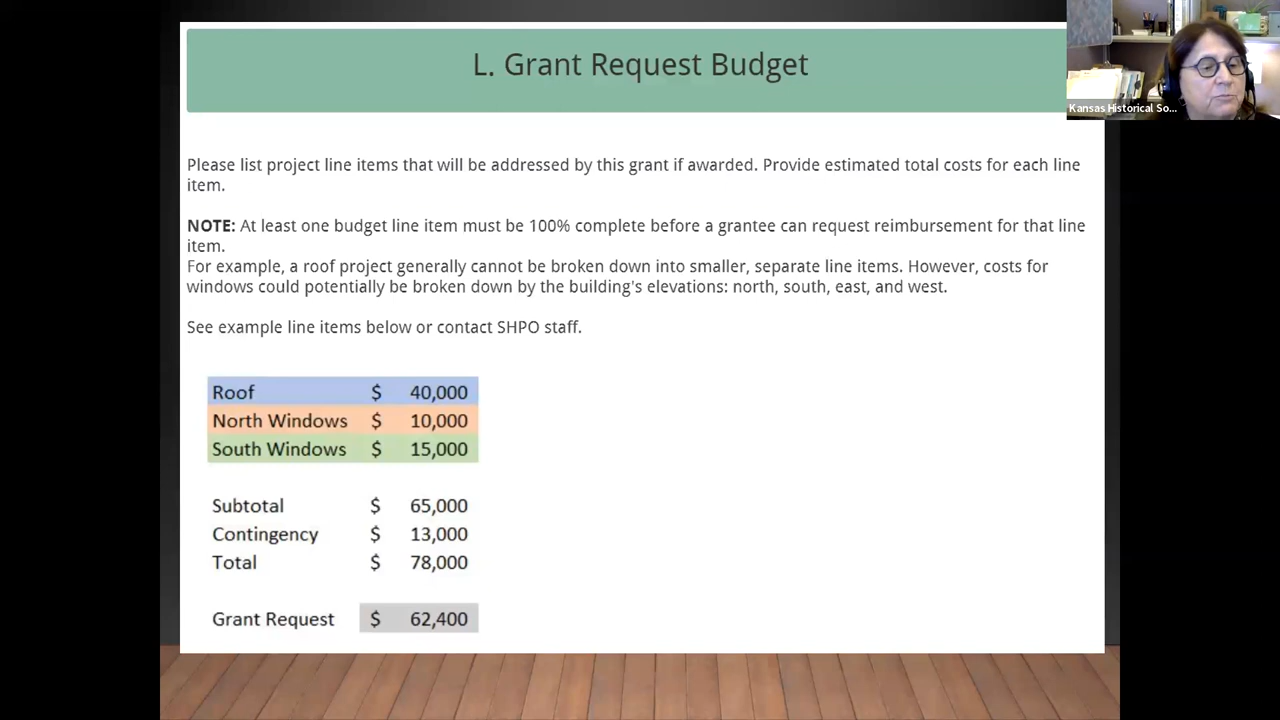 L. Grant Request Budget
Kansas Historical So...
Please list project line items that will be addressed by this grant if awarded. Provide estimated total costs for each line
item.
NOTE: At least one budget line item must be 100% complete before a grantee can request reimbursement for that line
item.
For example, a roof project generally cannot be broken down into smaller, separate line items. However, costs for
windows could potentially be broken down by the building's elevations: north, south, east, and west.
See example line items below or contact SHPO staff.
Roof $ 40,000
North Windows $ 10,000
South Windows $ 15,000
Subtotal $ 65,000
Contingency $ 13,000
Total $ 78,000
Grant Request $ 62,400